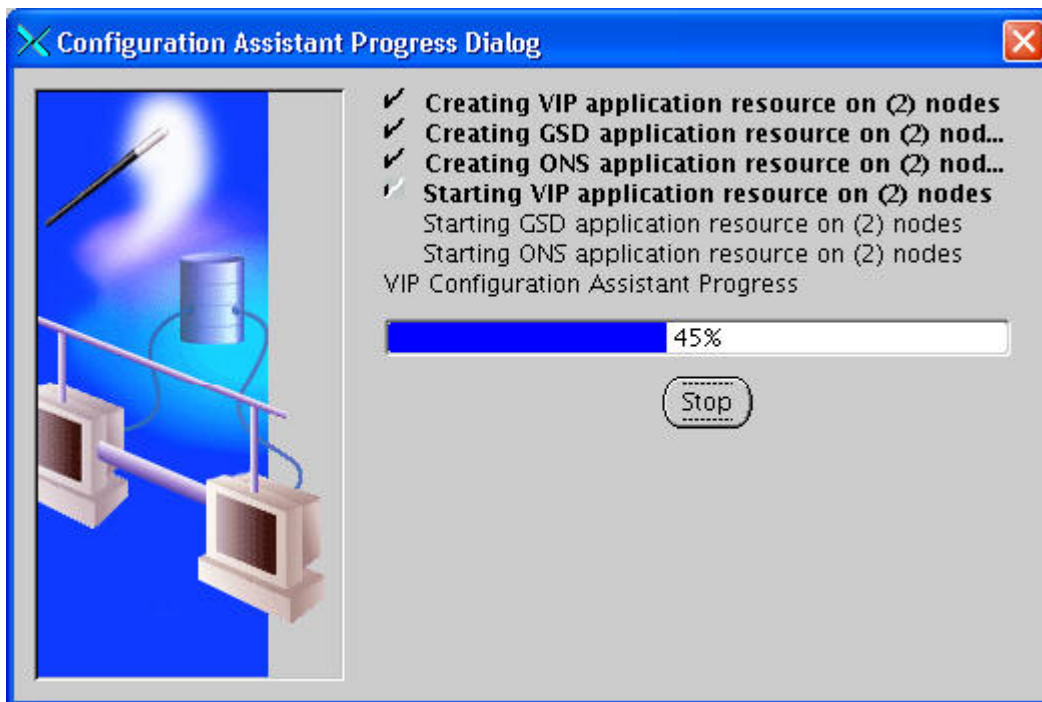 Configuration Assistant Progress Dialog
Creating VIP application resource on (2) nodes
Creating GSD application resource on (2) nod...
Creating ONS application resource on (2) nod...
Starting VIP application resource on (2) nodes
Starting GSD application resource on (2) nodes
Starting ONS application resource on (2) nodes
VIP Configuration Assistant Progress
45%
Stop